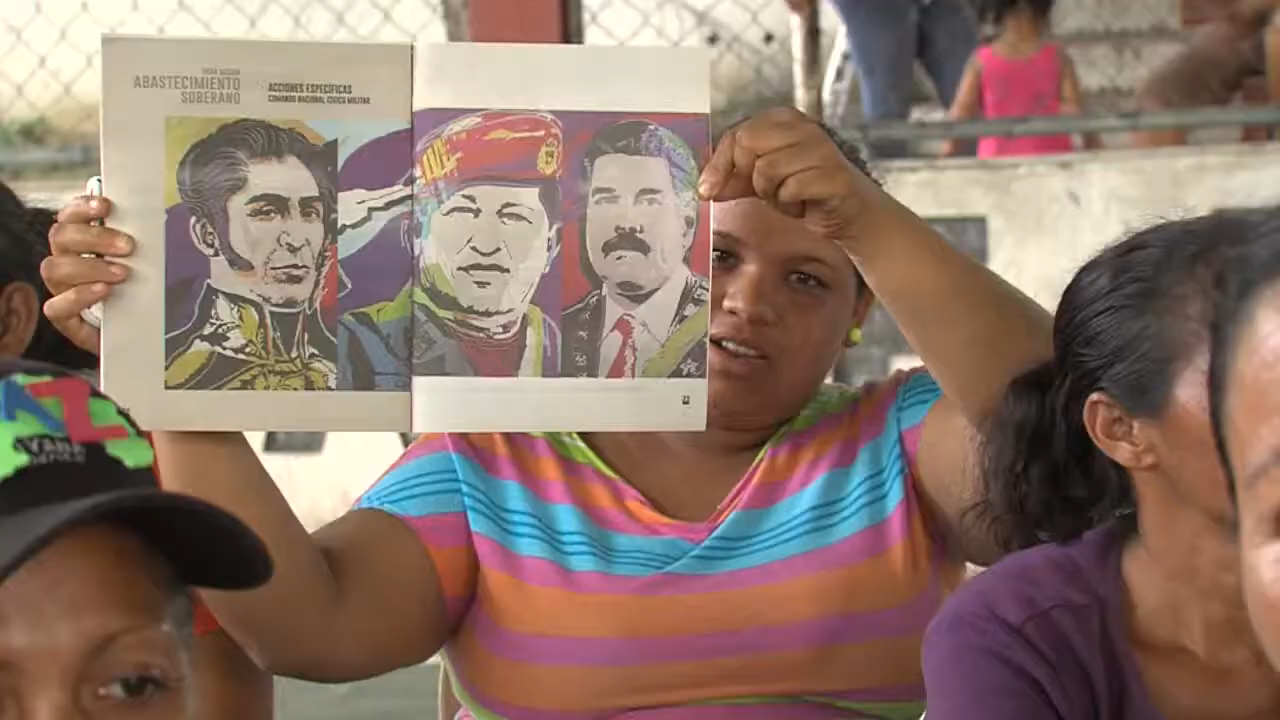 ABASTECIMIENTO
SOBERANO
ACCIONES ESPECÍFICAS
COMANDO NACIONAL CÍVICO MILITAR